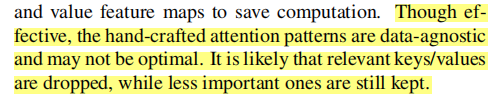 and value feature maps to save computation. Though ef-
fective, the hand-crafted attention patterns are data-agnostic
and may not be optimal. It is likely that relevant keys/values
are dropped, while less important ones are still kept.